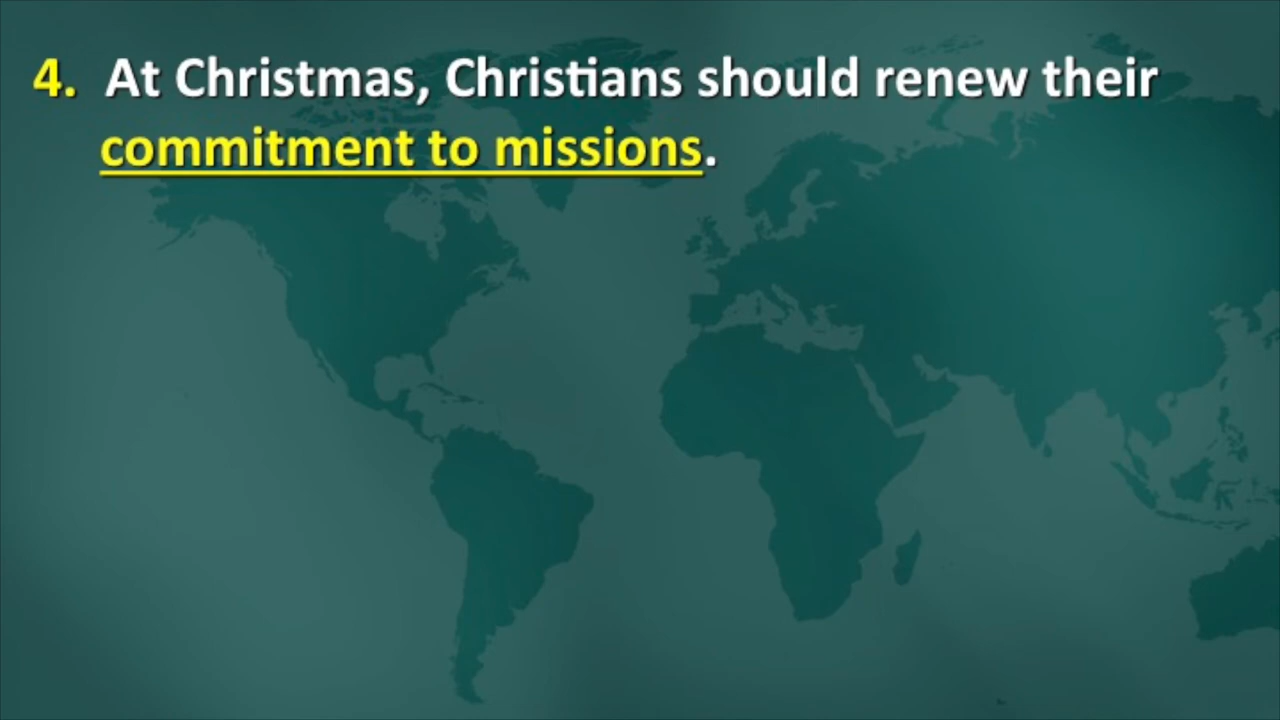 4. At Christmas, Christians should renew their
commitment to missions.